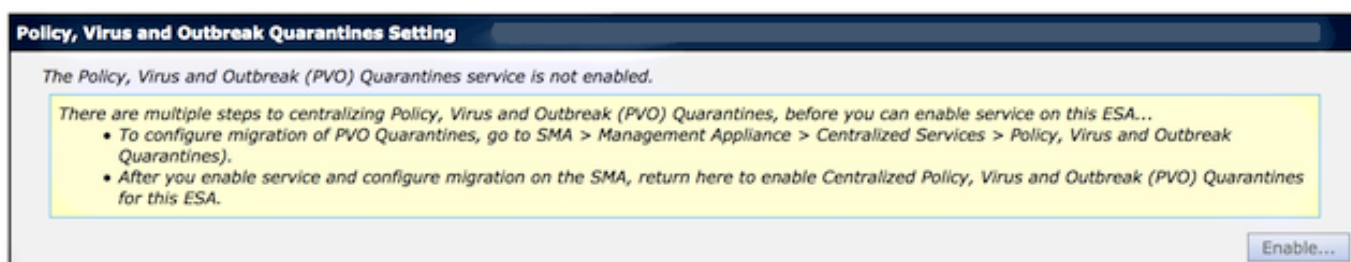 Policy, Virus and Outbreak Quarantines Setting
The Policy, Virus and Outbreak (PVO) Quarantines service is not enabled.
There are multiple steps to centralizing Policy, Virus and Outbreak (PVO) Quarantines, before you can enable service on this ESA...
• To configure migration of PVO Quarantines, go to SMA > Management Appliance > Centralized Services > Policy, Virus and Outbreak
Quarantines).
• After you enable service and configure migration on the SMA, return here to enable Centralized Policy, Virus and Outbreak (PVO) Quarantines
for this ESA.
Enable...